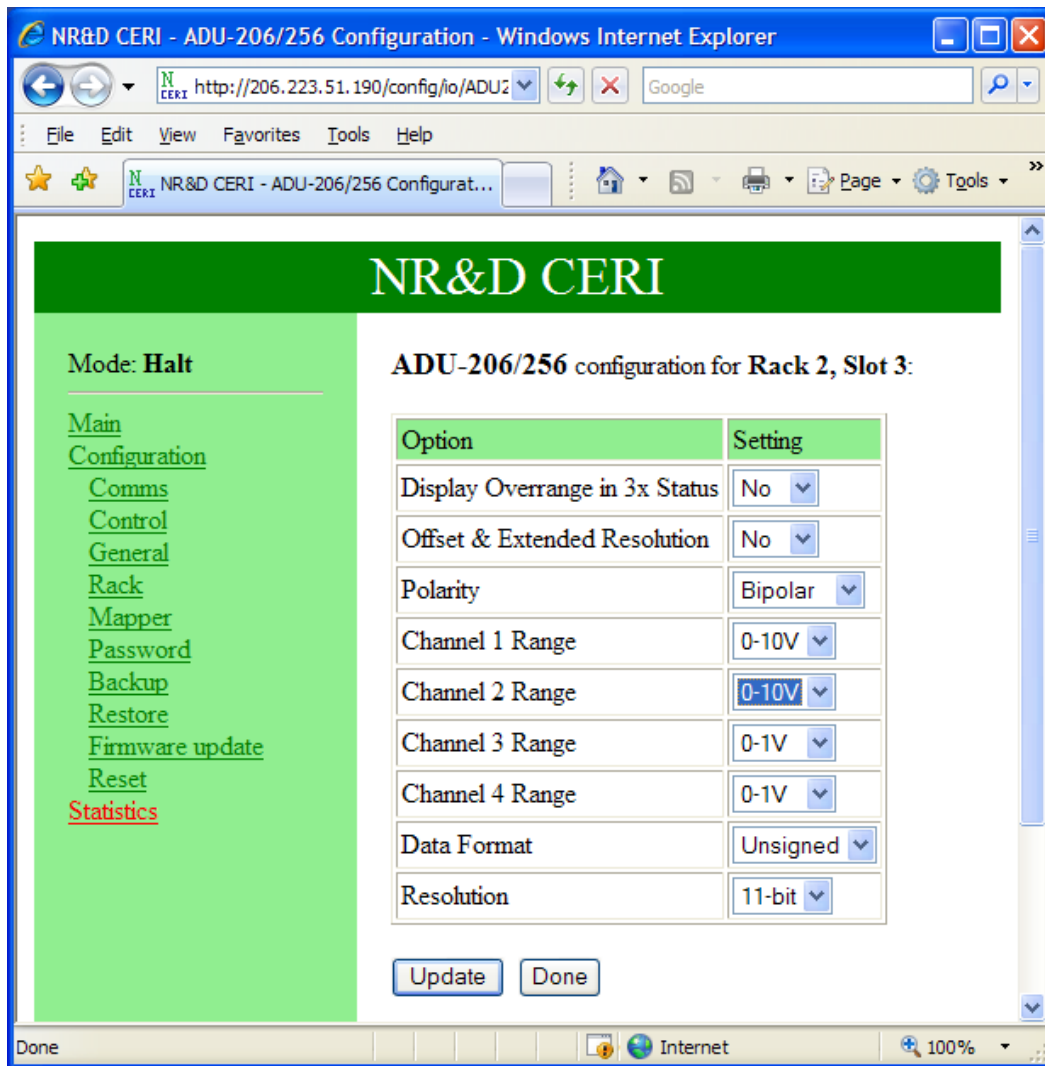 NR&D CERI - ADU-206/256 Configuration - Windows Internet Explorer
N CERI http://206.223.51.190/config/io/ADU2 Google
File Edit View Favorites Tools Help
N CERI NR&D CERI - ADU-206/256 Configurat... Page Tools »
NR&D CERI
Mode: Halt
Main
Configuration
Comms
Control
General
Rack
Mapper
Password
Backup
Restore
Firmware update
Reset
Statistics
ADU-206/256 configuration for Rack 2, Slot 3:
Option Setting
Display Overrange in 3x Status No
Offset & Extended Resolution No
Polarity Bipolar
Channel 1 Range 0-10V
Channel 2 Range 0-10V
Channel 3 Range 0-1V
Channel 4 Range 0-1V
Data Format Unsigned
Resolution 11-bit
Update Done
Done Internet 100%